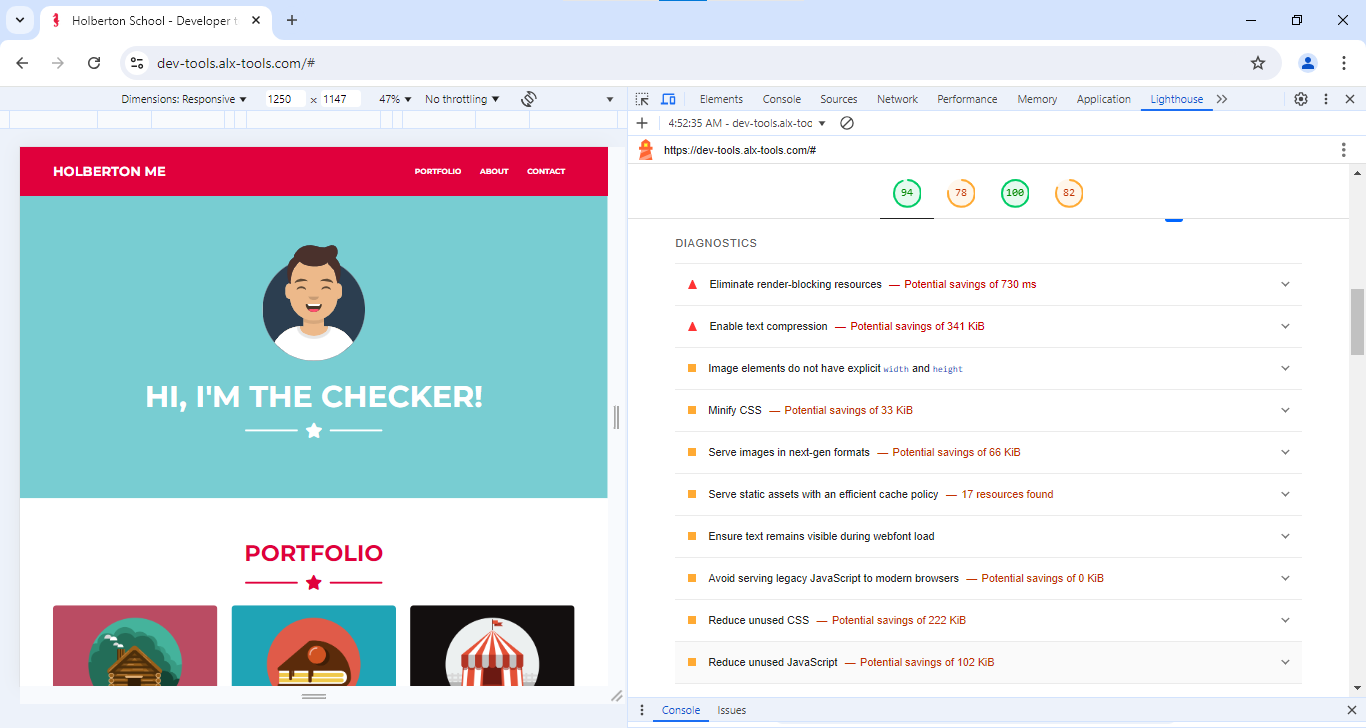 Holberton School - Developer t
dev-tools.alx-tools.com/#
Dimensions: Responsive 1250 x 1147 47% No throttling
Elements Console Sources Network Performance Memory Application Lighthouse
4:52:35 AM - dev-tools.alx-toc
https://dev-tools.alx-tools.com/#
HOLBERTON ME
PORTFOLIO ABOUT CONTACT
HI, I'M THE CHECKER!
PORTFOLIO
94 78 100 82
DIAGNOSTICS
Eliminate render-blocking resources — Potential savings of 730 ms
Enable text compression — Potential savings of 341 KiB
Image elements do not have explicit width and height
Minify CSS — Potential savings of 33 KiB
Serve images in next-gen formats — Potential savings of 66 KiB
Serve static assets with an efficient cache policy — 17 resources found
Ensure text remains visible during webfont load
Avoid serving legacy JavaScript to modern browsers — Potential savings of 0 KiB
Reduce unused CSS — Potential savings of 222 KiB
Reduce unused JavaScript — Potential savings of 102 KiB
Console Issues